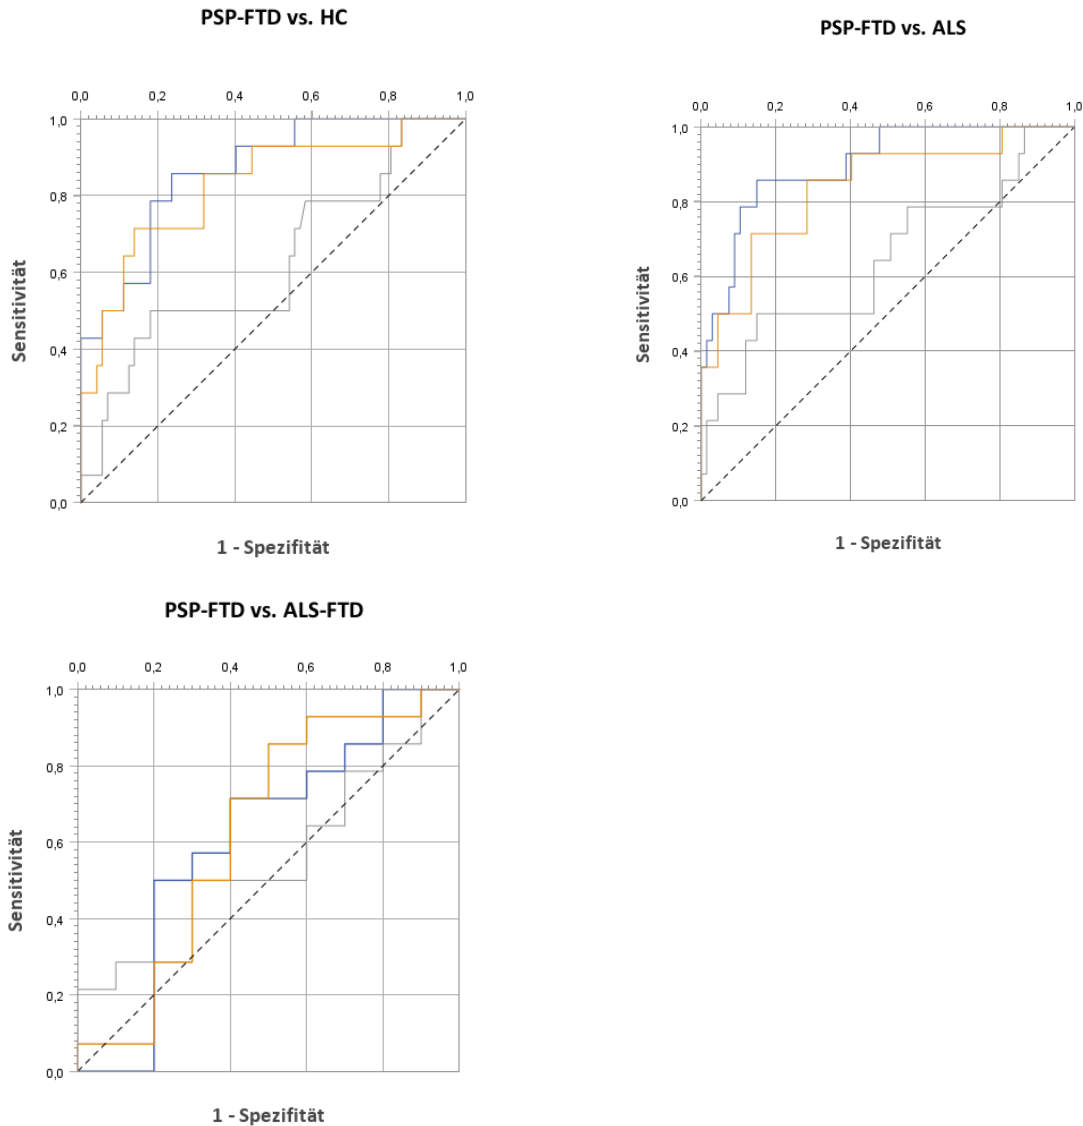 PSP-FTD vs. HC
0,0 0,2 0,4 0,6 0,8 1,0
1,0
0,8
0,6
0,4
0,2
0,0
Sensitivität
1 - Spezifität
PSP-FTD vs. ALS
0,0 0,2 0,4 0,6 0,8 1,0
1,0
0,8
0,6
0,4
0,2
0,0
Sensitivität
1 - Spezifität
PSP-FTD vs. ALS-FTD
0,0 0,2 0,4 0,6 0,8 1,0
1,0
0,8
0,6
0,4
0,2
0,0
Sensitivität
1 - Spezifität